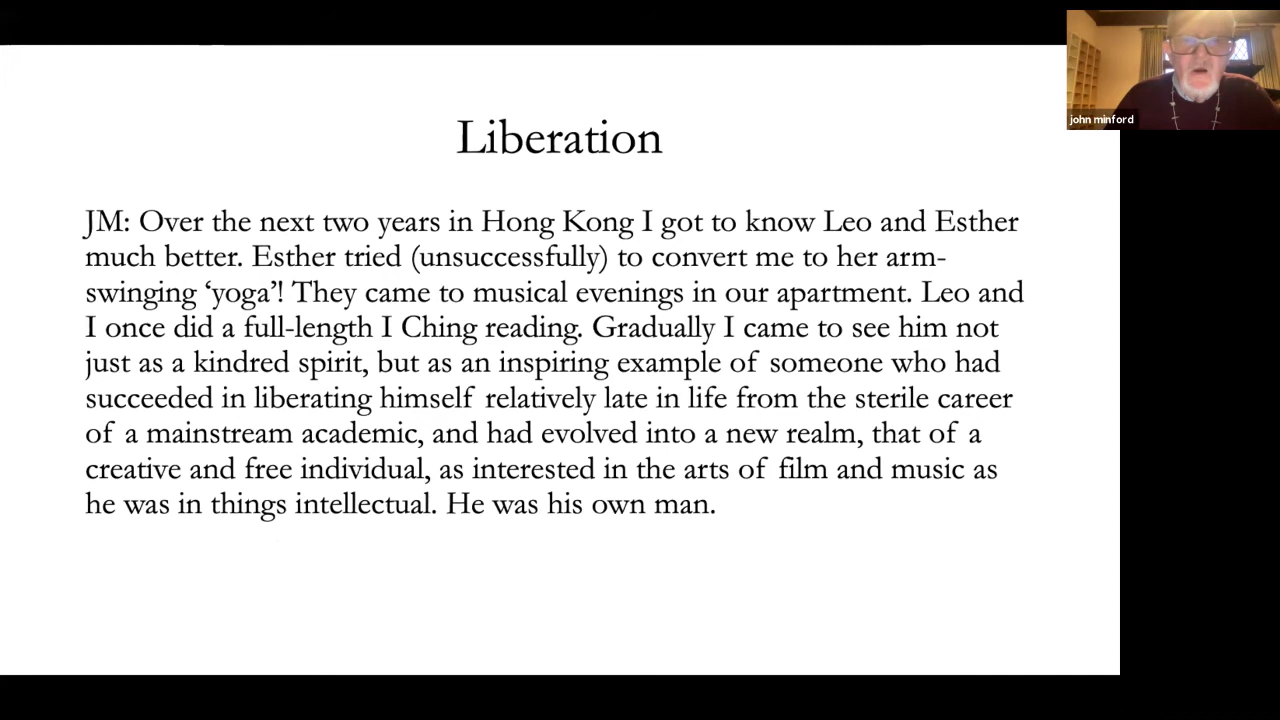 Liberation
JM: Over the next two years in Hong Kong I got to know Leo and Esther
much better. Esther tried (unsuccessfully) to convert me to her arm-
swinging ‘yoga’! They came to musical evenings in our apartment. Leo and
I once did a full-length I Ching reading. Gradually I came to see him not
just as a kindred spirit, but as an inspiring example of someone who had
succeeded in liberating himself relatively late in life from the sterile career
of a mainstream academic, and had evolved into a new realm, that of a
creative and free individual, as interested in the arts of film and music as
he was in things intellectual. He was his own man.
john minford